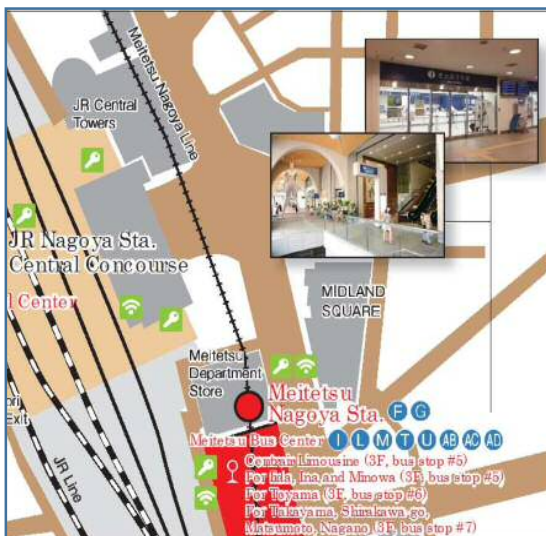 Meitetsu Nagoya Line
JR Central
Towers
JR Nagoya Sta.
Central Concourse
l Center
MIDLAND
SQUARE
Meitetsu
Department
Store
Meitetsu
Nagoya Sta. F G
Meitetsu Bus Center I L M T U AB AC AD
Centrair Limousine (3F, bus stop #5)
For Iida, Ina, and Minowa (3F, bus stop #5)
For Toyama (3F, bus stop #6)
For Takayama, Shirakawa-go,
Matsumoto, Nagano (3F, bus stop #7)
ori
Exit
JR Line